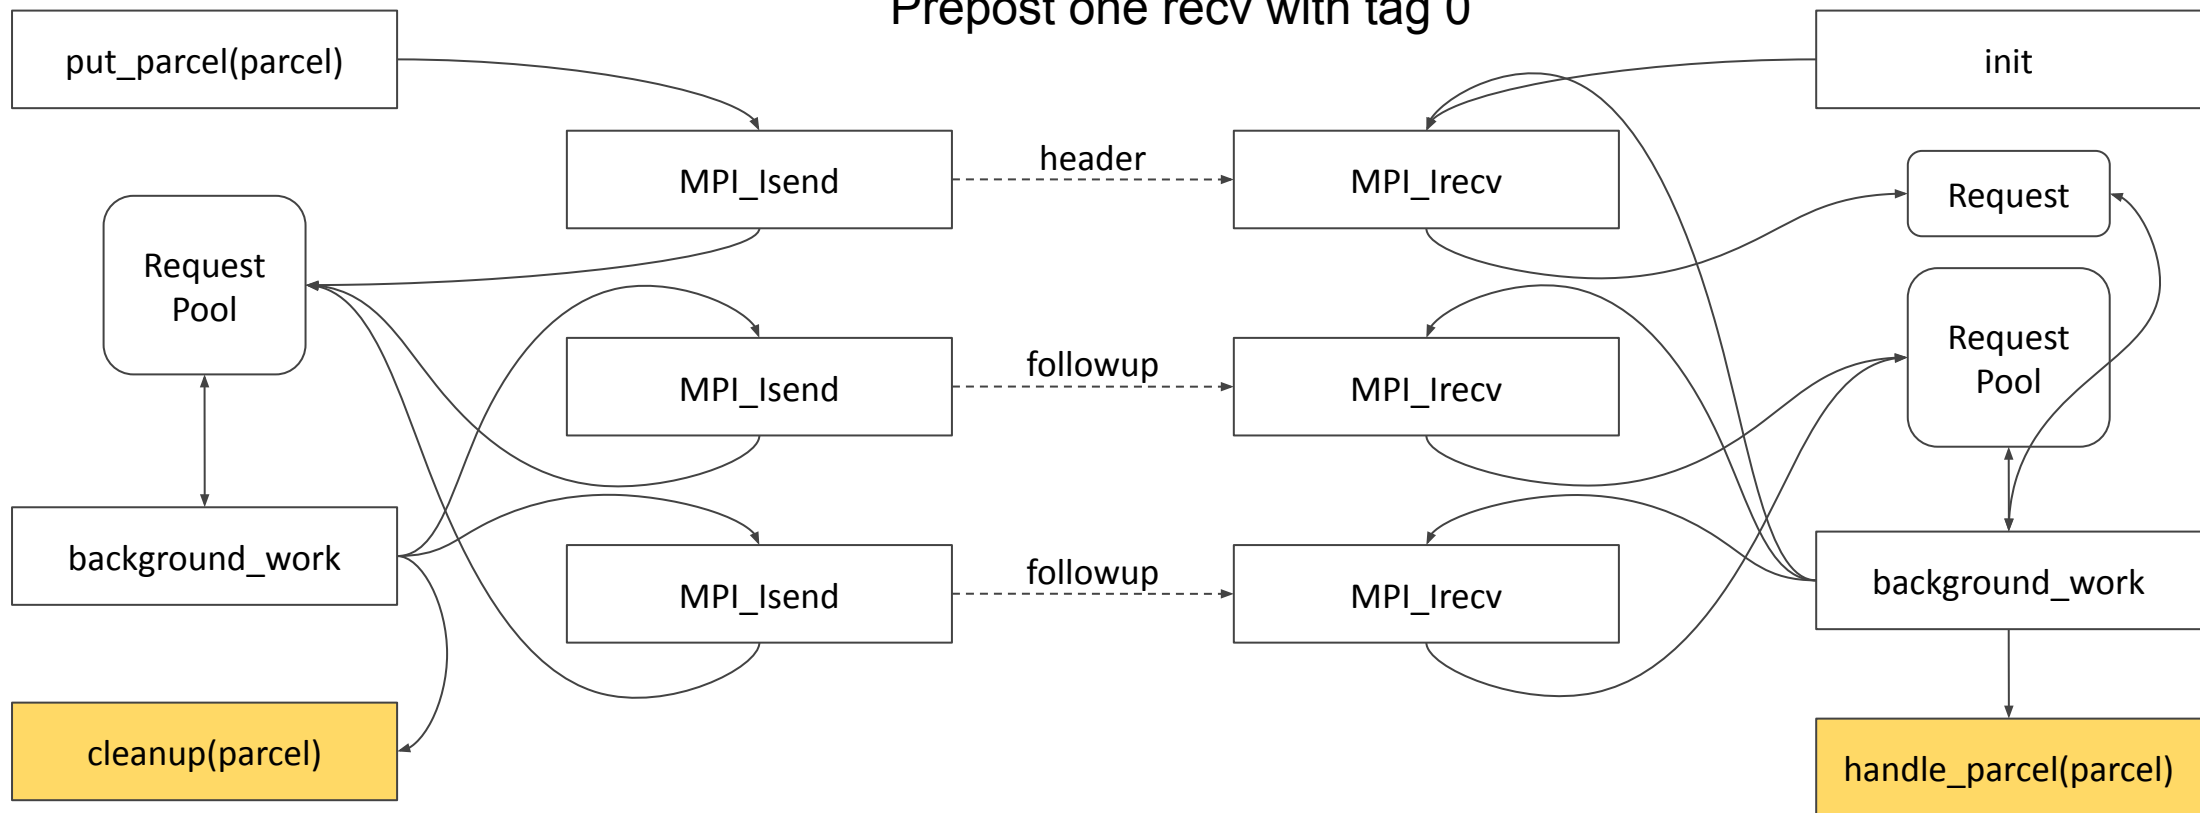 Prepost one recv with tag 0
put_parcel(parcel)
init
MPI_Isend
header
MPI_Irecv
Request
Request
Pool
Request
Pool
MPI_Isend
followup
MPI_Irecv
background_work
MPI_Isend
followup
MPI_Irecv
background_work
cleanup(parcel)
handle_parcel(parcel)